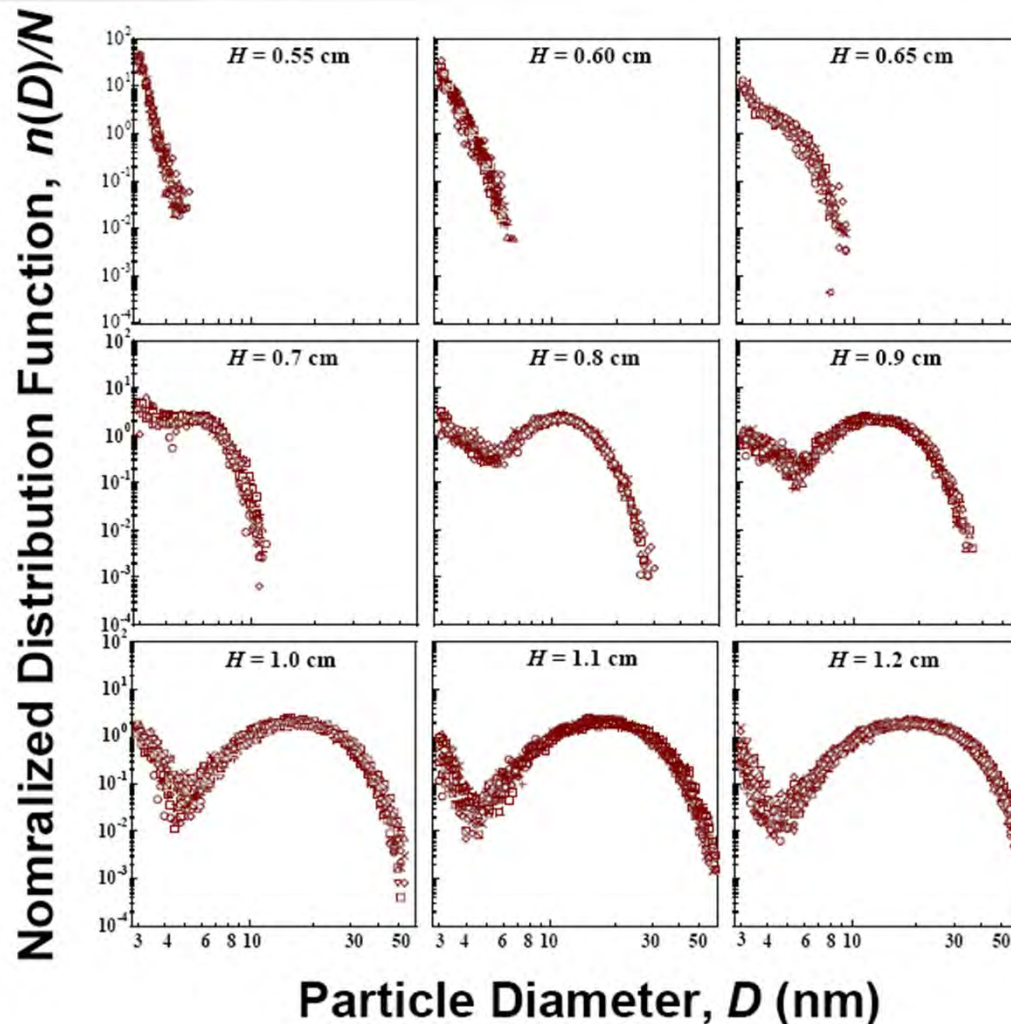 Nomralized Distribution Function, n(D)/N
H = 0.55 cm
H = 0.60 cm
H = 0.65 cm
10² 10¹ 10⁰ 10⁻¹ 10⁻² 10⁻³ 10⁻⁴
H = 0.7 cm
H = 0.8 cm
H = 0.9 cm
10² 10¹ 10⁰ 10⁻¹ 10⁻² 10⁻³ 10⁻⁴
H = 1.0 cm
H = 1.1 cm
H = 1.2 cm
10² 10¹ 10⁰ 10⁻¹ 10⁻² 10⁻³ 10⁻⁴
3 4 6 8 10 30 50
3 4 6 8 10 30 50
3 4 6 8 10 30 50
Particle Diameter, D (nm)